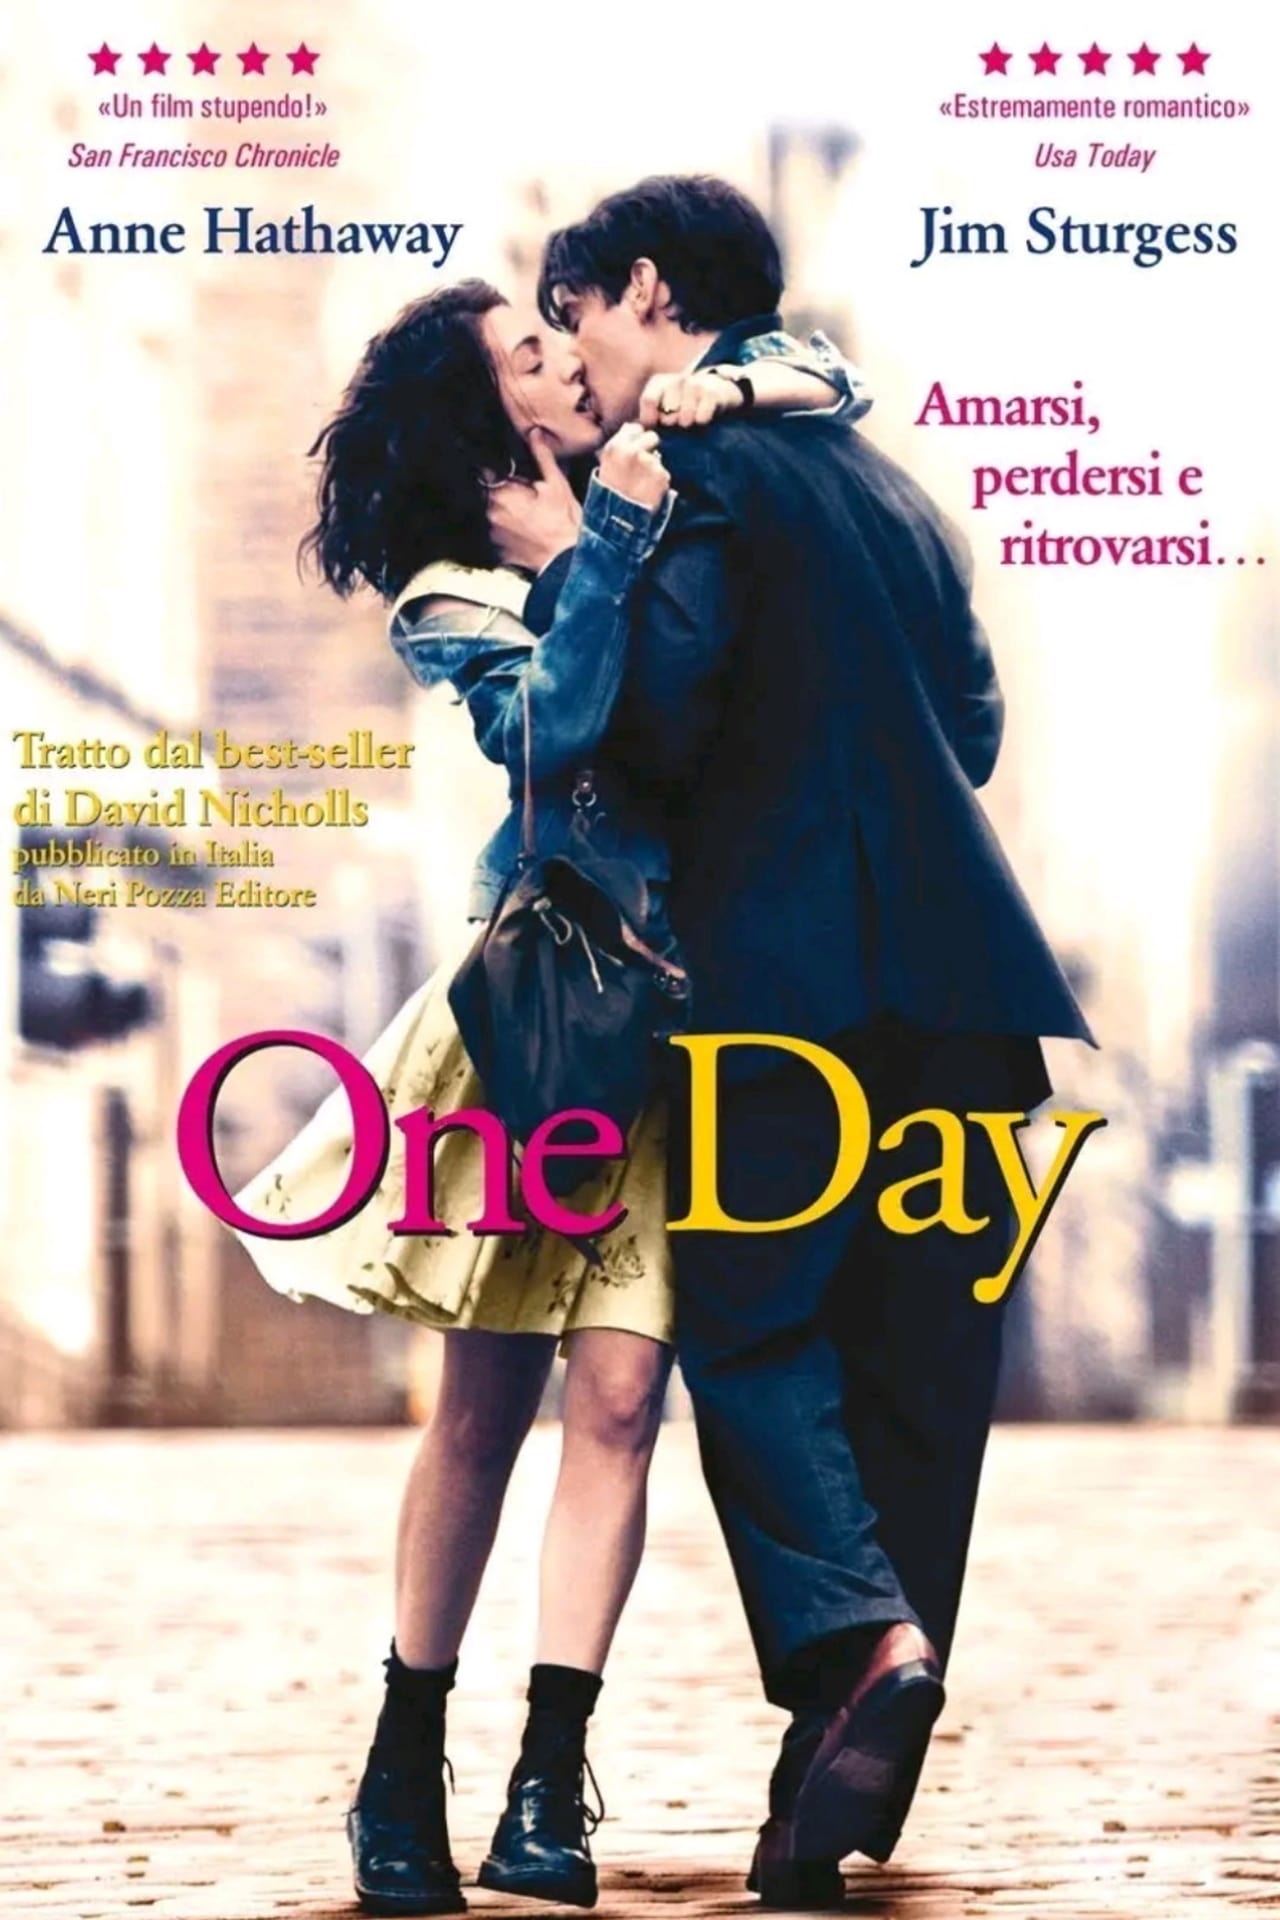 «Un film stupendo!»
San Francisco Chronicle
«Estremamente romantico»
Usa Today
Anne Hathaway
Jim Sturgess
Amarsi,
perdersi e
ritrovarsi...
Tratto dal best-seller
di David Nicholls
pubblicato in Italia
da Neri Pozza Editore
One Day